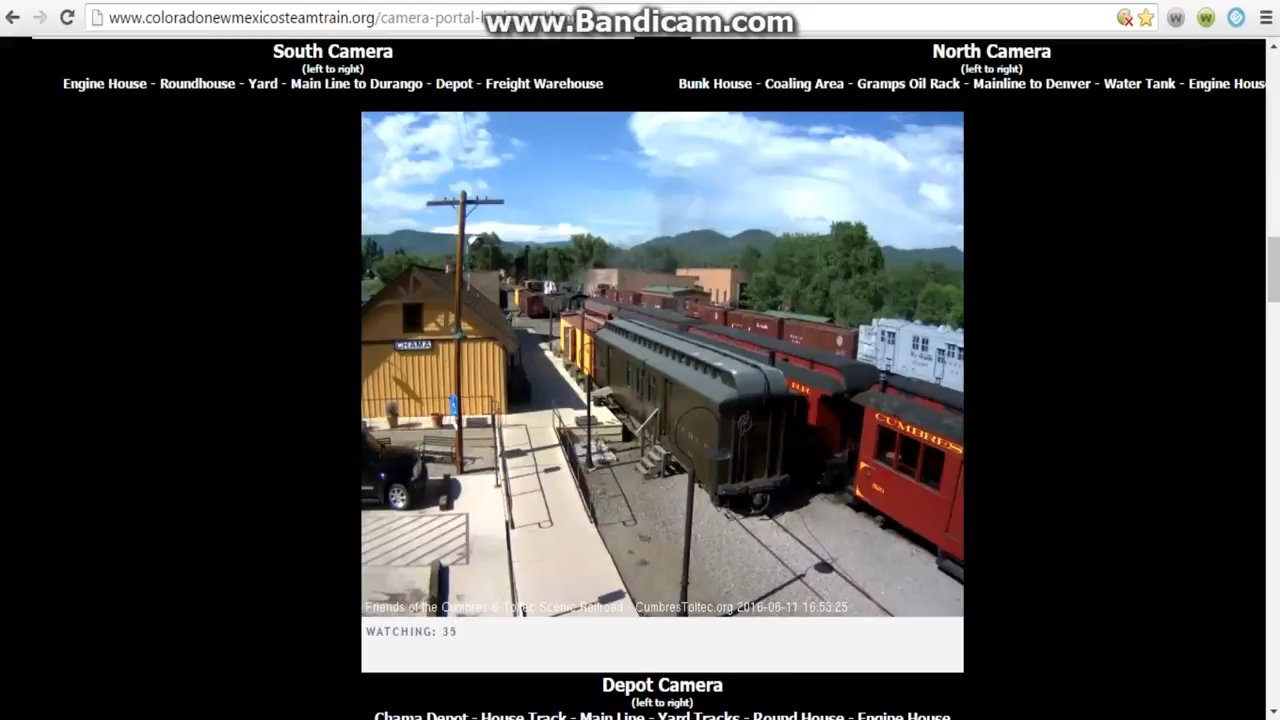 www.coloradonewmexicosteamtrain.org/camera-portal-
www.Bandicam.com
South Camera
(left to right)
Engine House - Roundhouse - Yard - Main Line to Durango - Depot - Freight Warehouse
North Camera
(left to right)
Bunk House - Coaling Area - Gramps Oil Rack - Mainline to Denver - Water Tank - Engine Hous
CHAMA
R.R.
CUMBRES
Friends of the Cumbres & Toltec Scenic Railroad - CumbresToltec.org 2016-06-11 16:53:25
WATCHING: 35
Depot Camera
(left to right)
Chama Depot - House Track - Main Line - Yard Tracks - Round House - Engine House